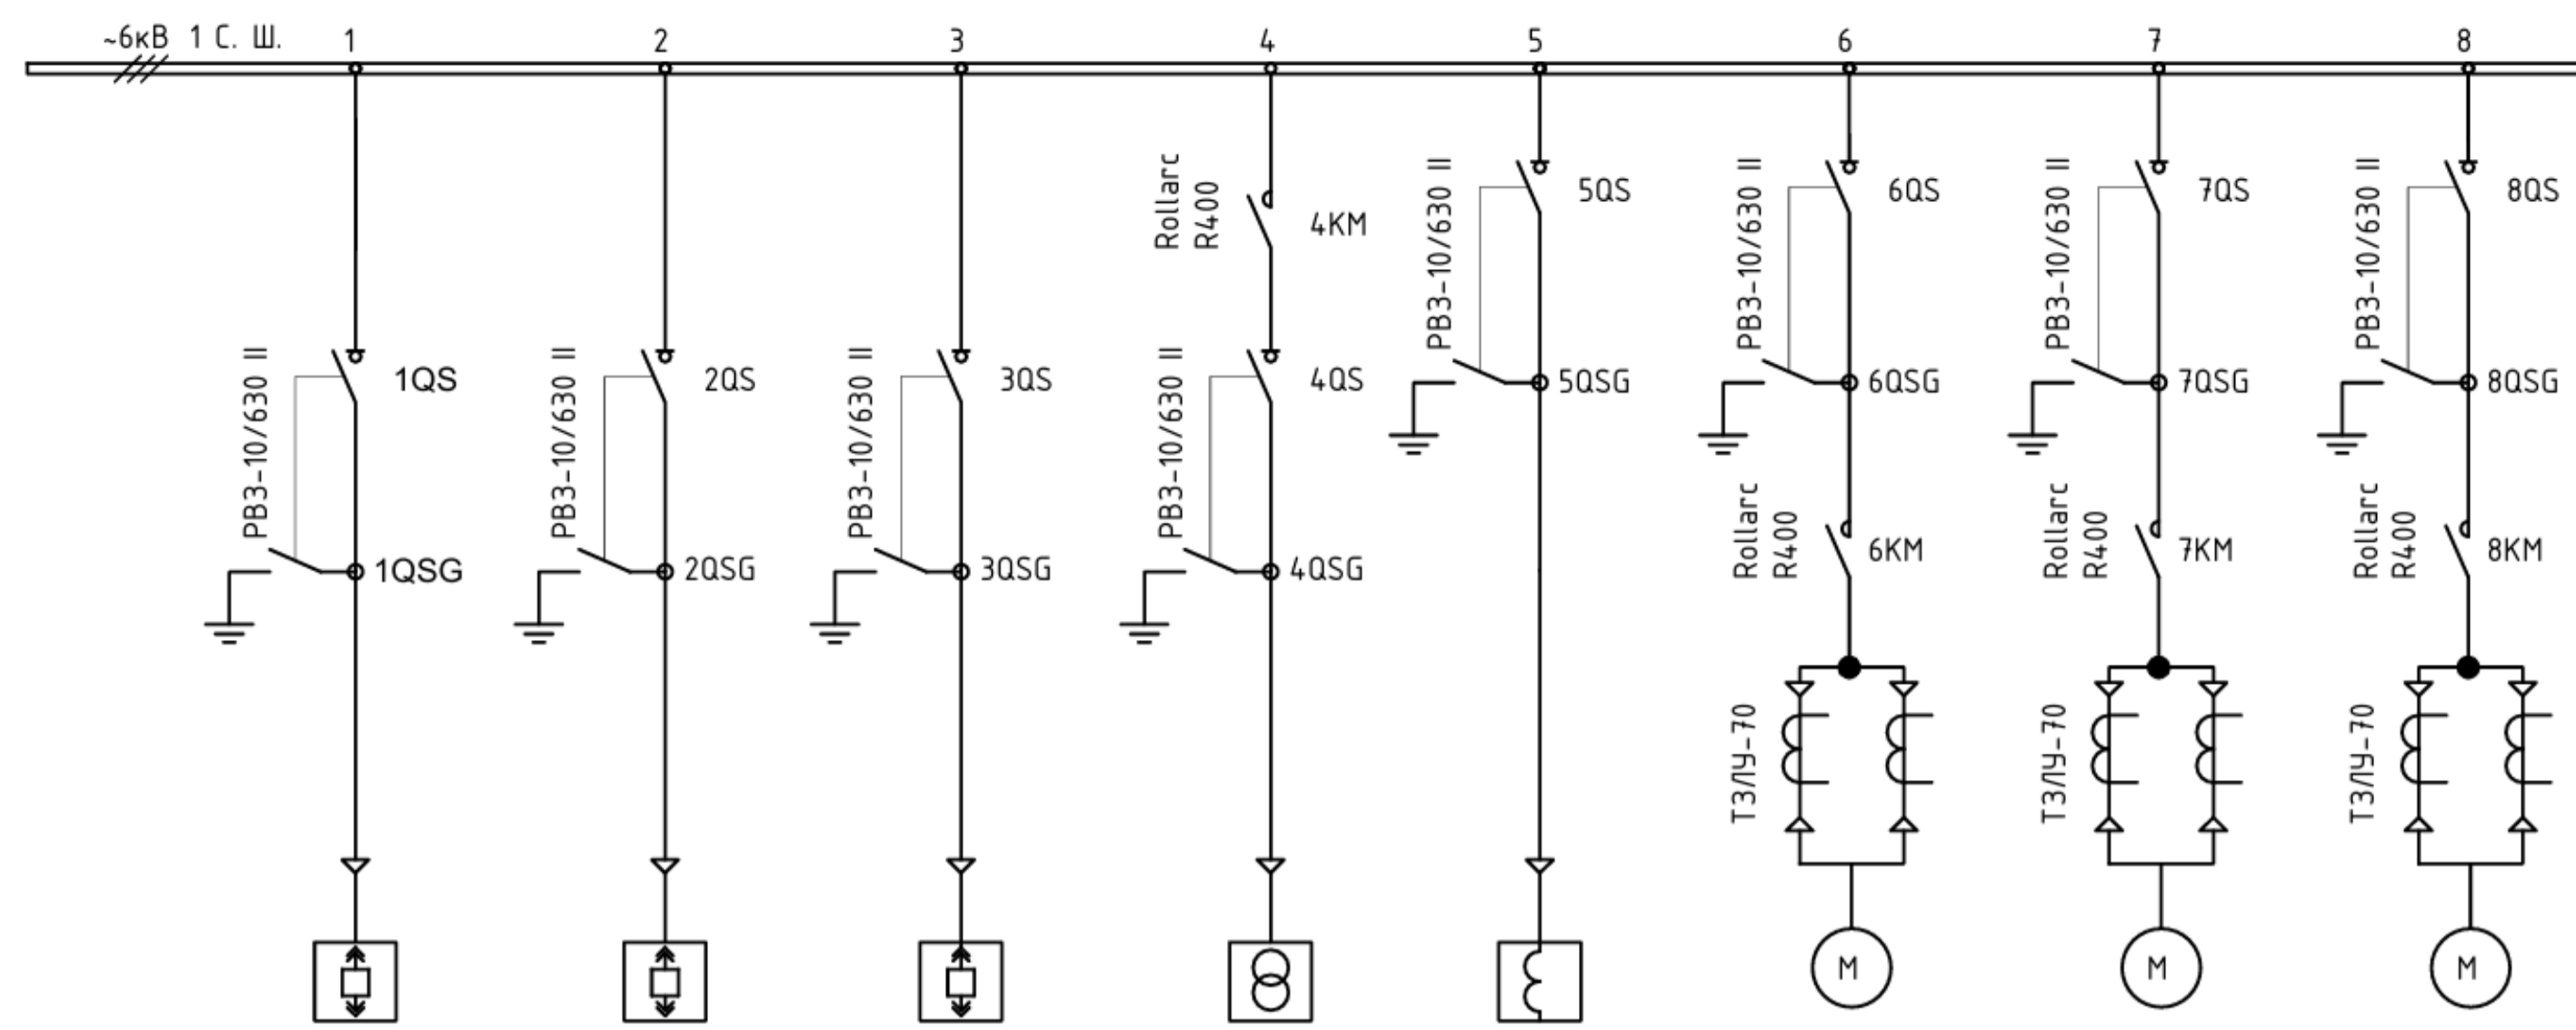 ~6кВ 1 С. Ш.
1
2
3
4
5
6
7
8
РВЗ-10/630 II
1QS
1QSG
РВЗ-10/630 II
2QS
2QSG
РВЗ-10/630 II
3QS
3QSG
Rollarc
R400
4KM
РВЗ-10/630 II
4QS
4QSG
РВЗ-10/630 II
5QS
5QSG
РВЗ-10/630 II
6QS
6QSG
Rollarc
R400
6KM
ТЗЛУ-70
М
РВЗ-10/630 II
7QS
7QSG
Rollarc
R400
7KM
ТЗЛУ-70
М
РВЗ-10/630 II
8QS
8QSG
Rollarc
R400
8KM
ТЗЛУ-70
М